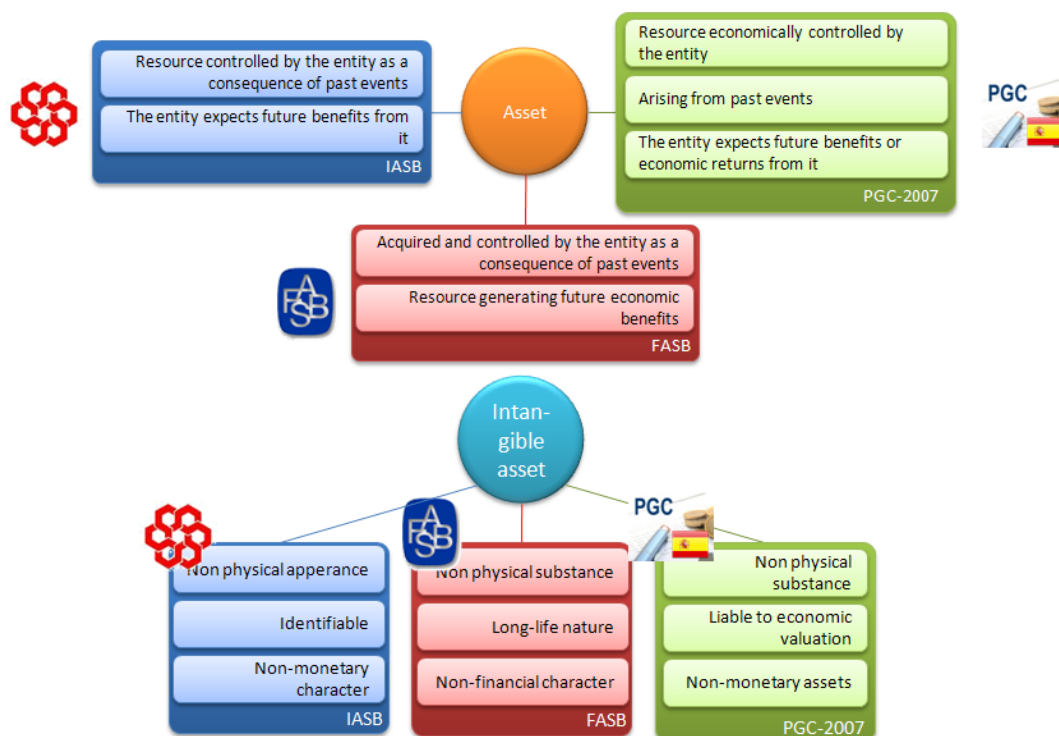 Resource controlled by the entity as a
consequence of past events
The entity expects future benefits from
it
IASB
Asset
Resource economically controlled by
the entity
Arising from past events
The entity expects future benefits or
economic returns from it
PGC-2007
PGC
Acquired and controlled by the entity as a
consequence of past events
Resource generating future economic
benefits
FASB
FASB
Intan-
gible
asset
FASB
PGC
Non physical apperance
Identifiable
Non-monetary
character
IASB
Non physical substance
Long-life nature
Non-financial character
FASB
Non physical
substance
Liable to economic
valuation
Non-monetary assets
PGC-2007